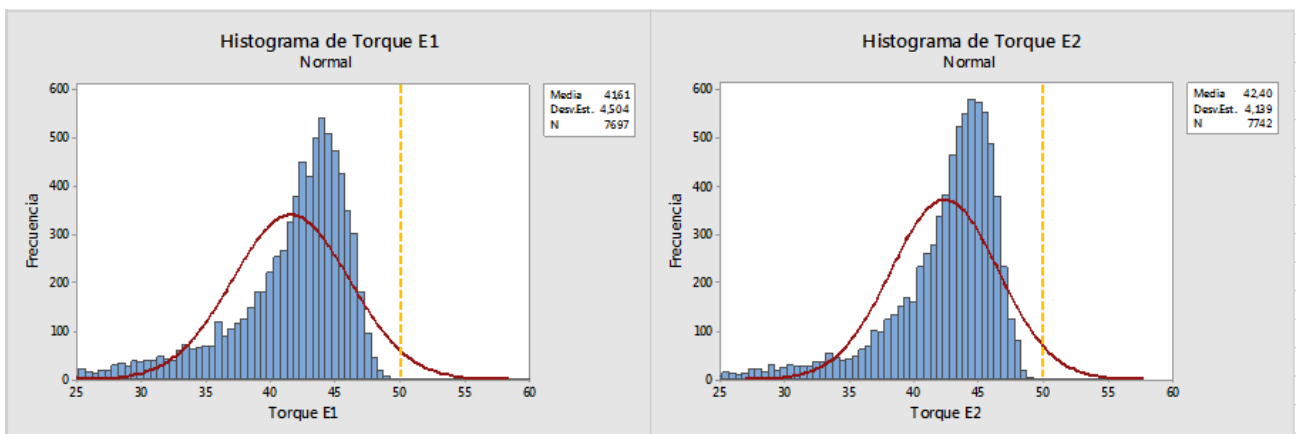 Histograma de Torque E1
Normal
600
500
400
300
200
100
0
Frecuencia
25 30 35 40 45 50 55 60
Torque E1
Media 4161
Desv.Est. 4,504
N 7697
Histograma de Torque E2
Normal
600
500
400
300
200
100
0
Frecuencia
25 30 35 40 45 50 55 60
Torque E2
Media 42,40
Desv.Est. 4,139
N 7742